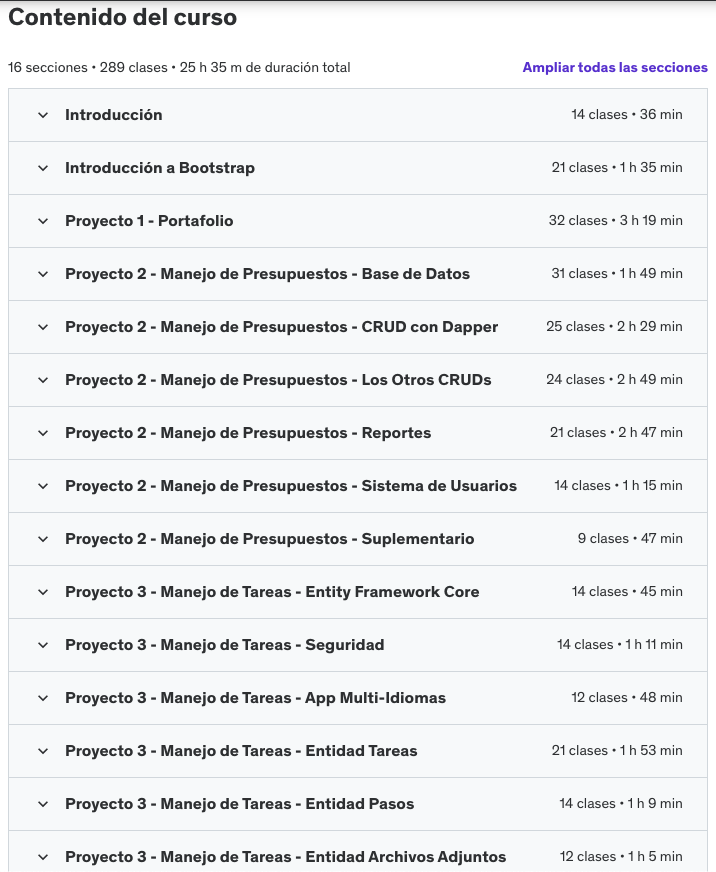 Contenido del curso
16 secciones • 289 clases • 25 h 35 m de duración total Ampliar todas las secciones
Introducción 14 clases • 36 min
Introducción a Bootstrap 21 clases • 1 h 35 min
Proyecto 1 - Portafolio 32 clases • 3 h 19 min
Proyecto 2 - Manejo de Presupuestos - Base de Datos 31 clases • 1 h 49 min
Proyecto 2 - Manejo de Presupuestos - CRUD con Dapper 25 clases • 2 h 29 min
Proyecto 2 - Manejo de Presupuestos - Los Otros CRUDs 24 clases • 2 h 49 min
Proyecto 2 - Manejo de Presupuestos - Reportes 21 clases • 2 h 47 min
Proyecto 2 - Manejo de Presupuestos - Sistema de Usuarios 14 clases • 1 h 15 min
Proyecto 2 - Manejo de Presupuestos - Suplementario 9 clases • 47 min
Proyecto 3 - Manejo de Tareas - Entity Framework Core 14 clases • 45 min
Proyecto 3 - Manejo de Tareas - Seguridad 14 clases • 1 h 11 min
Proyecto 3 - Manejo de Tareas - App Multi-Idiomas 12 clases • 48 min
Proyecto 3 - Manejo de Tareas - Entidad Tareas 21 clases • 1 h 53 min
Proyecto 3 - Manejo de Tareas - Entidad Pasos 14 clases • 1 h 9 min
Proyecto 3 - Manejo de Tareas - Entidad Archivos Adjuntos 12 clases • 1 h 5 min